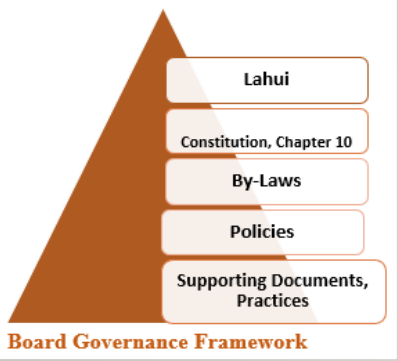 Lahui
Constitution, Chapter 10
By-Laws
Policies
Supporting Documents,
Practices
Board Governance Framework